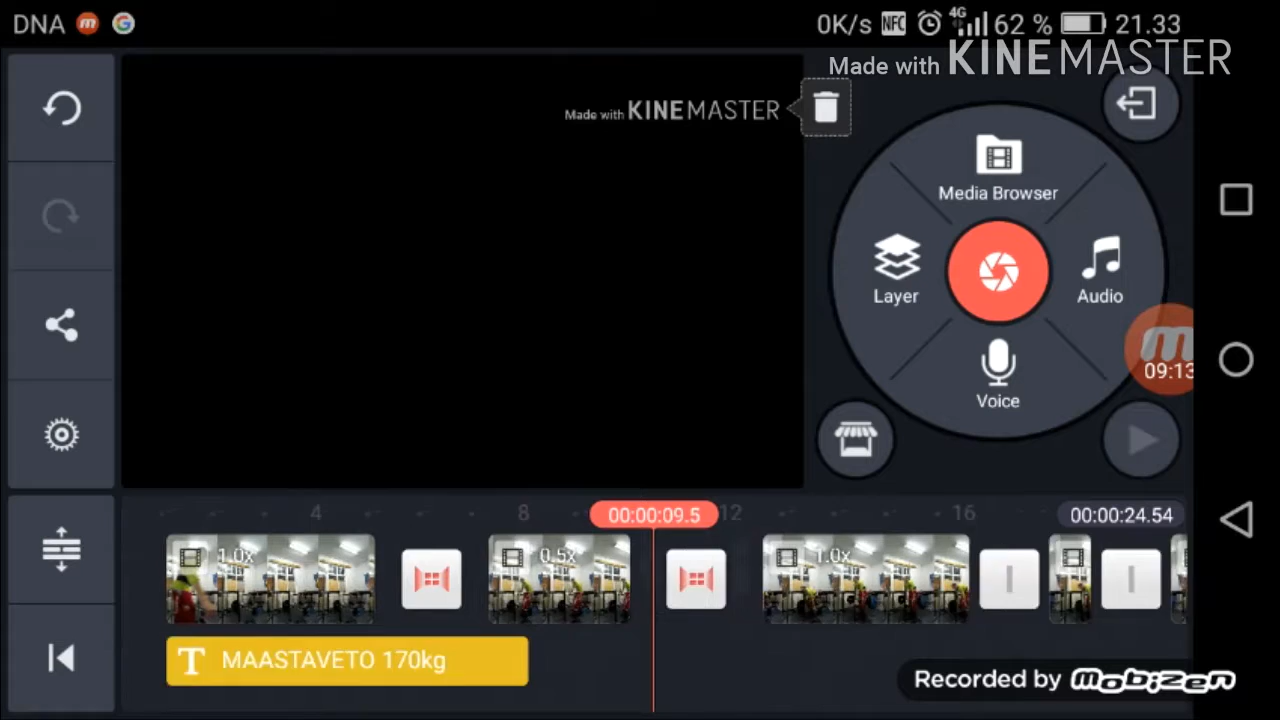 DNA
0K/s NFC 4G 62 % 21.33
Made with KINEMASTER
Made with KINEMASTER
Media Browser
Layer
Audio
m
09:13
Voice
4 8 00:00:09.5 12 16 00:00:24.54
1.0x 0.5x 1.0x
T MAASTAVETO 170kg
Recorded by mobizen